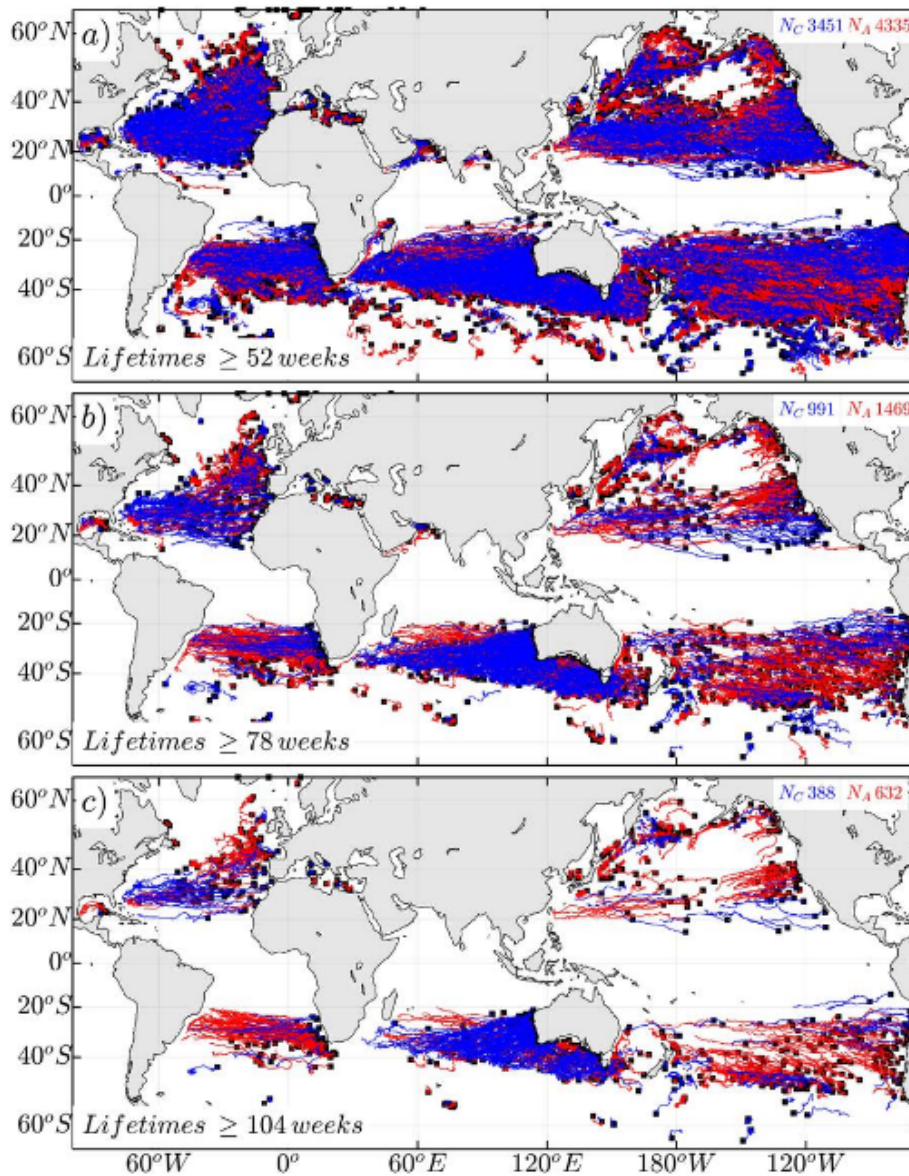 a)
N_C 3451 N_A 4335
60°N
40°N
20°N
0°
20°S
40°S
60°S
Lifetimes ≥ 52 weeks
b)
N_C 991 N_A 1469
60°N
40°N
20°N
0°
20°S
40°S
60°S
Lifetimes ≥ 78 weeks
c)
N_C 388 N_A 632
60°N
40°N
20°N
0°
20°S
40°S
60°S
Lifetimes ≥ 104 weeks
60°W 0° 60°E 120°E 180°W 120°W